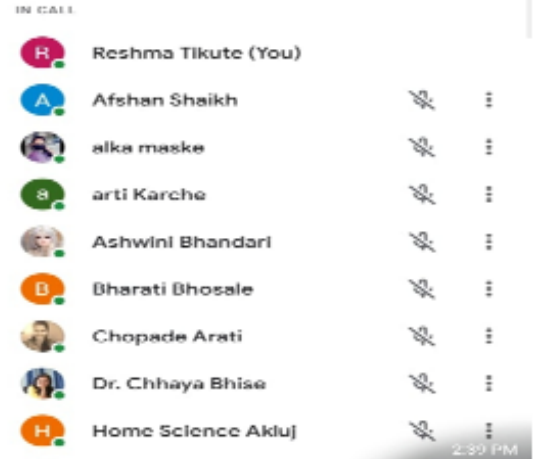 IN CALL
R Reshma Tikute (You)
A Afshan Shaikh
alka maske
a arti Karche
Ashwini Bhandari
B Bharati Bhosale
Chopade Arati
Dr. Chhaya Bhise
H Home Science Akluj
2:39 PM